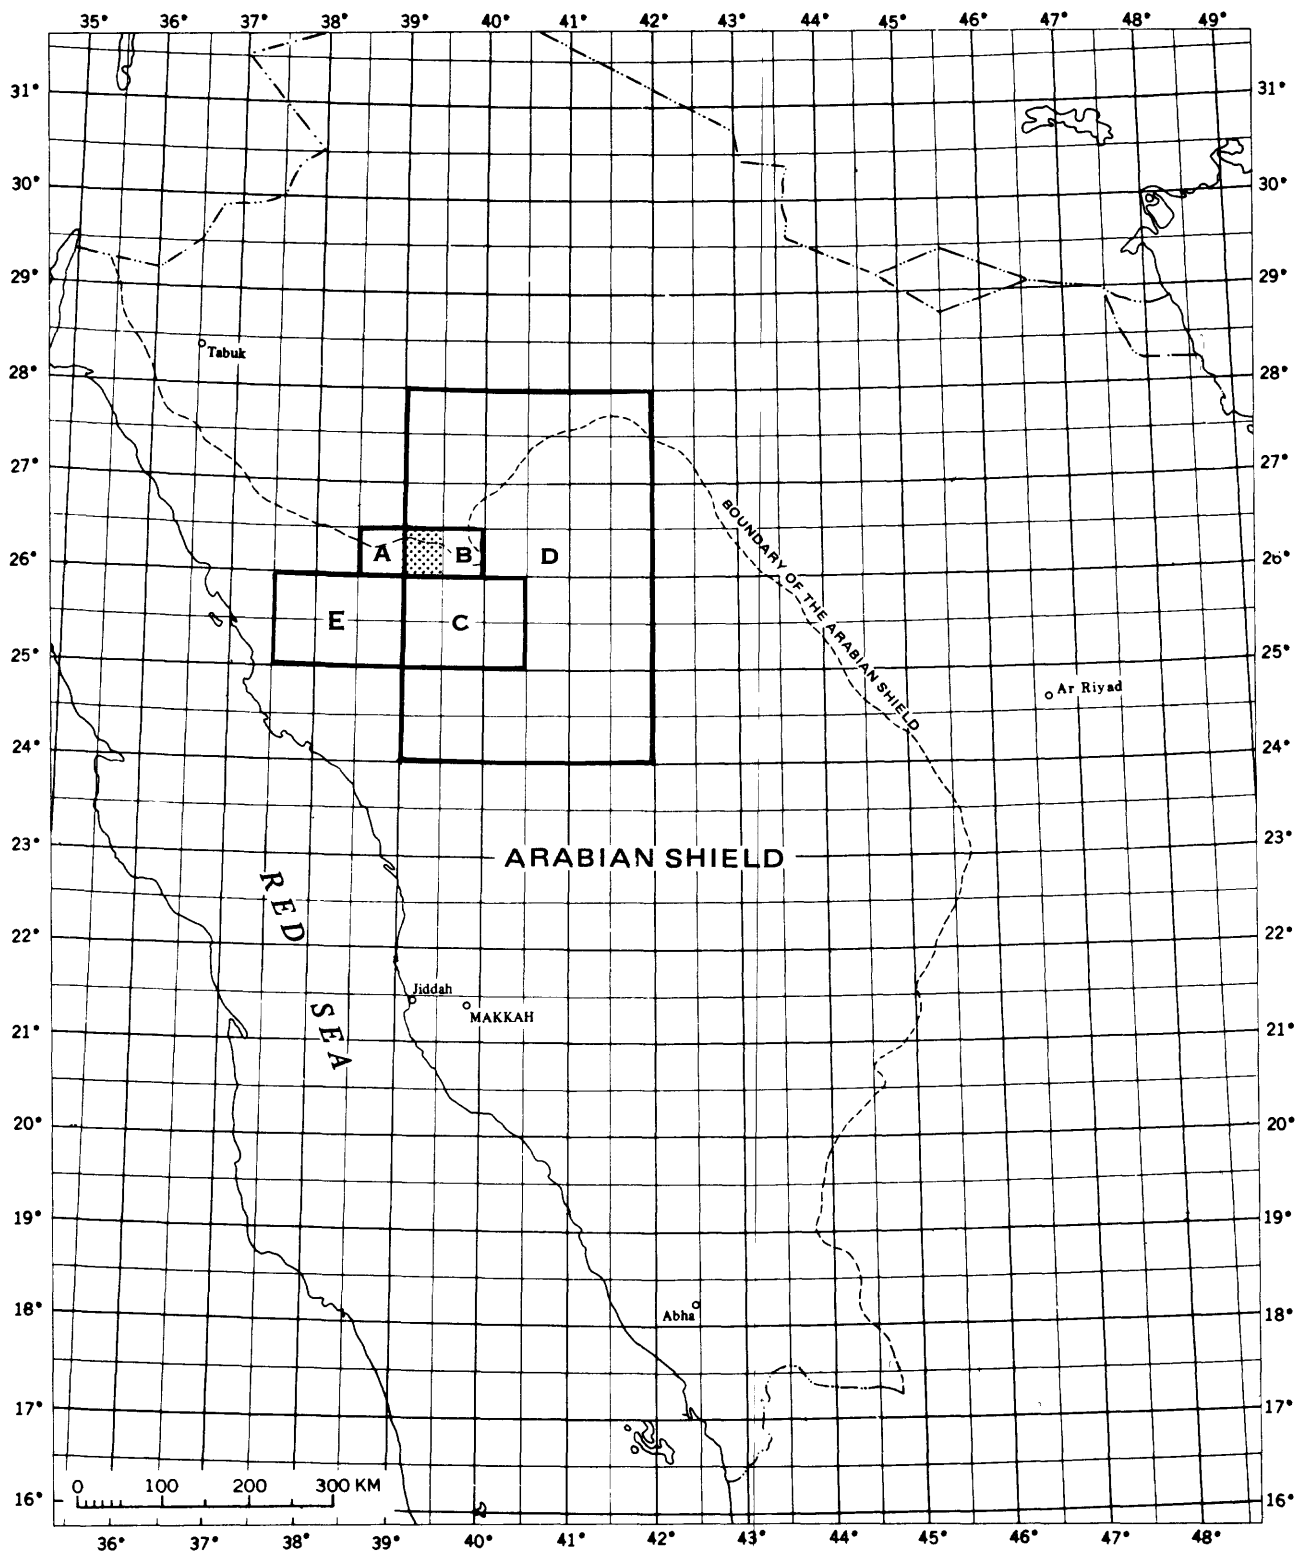 35° 36° 37° 38° 39° 40° 41° 42° 43° 44° 45° 46° 47° 48° 49°
31° 31°
30° 30°
29° 29°
Tabuk
28° 28°
27° 27°
BOUNDARY OF THE ARABIAN SHIELD
26° A B D 26°
E C
25° 25°
Ar Riyad
24° 24°
23° 23°
ARABIAN SHIELD
RED SEA
22° 22°
Jiddah
MAKKAH
21° 21°
20° 20°
19° 19°
18° 18°
Abha
17° 17°
0 100 200 300 KM
16° 16°
36° 37° 38° 39° 40° 41° 42° 43° 44° 45° 46° 47° 48°